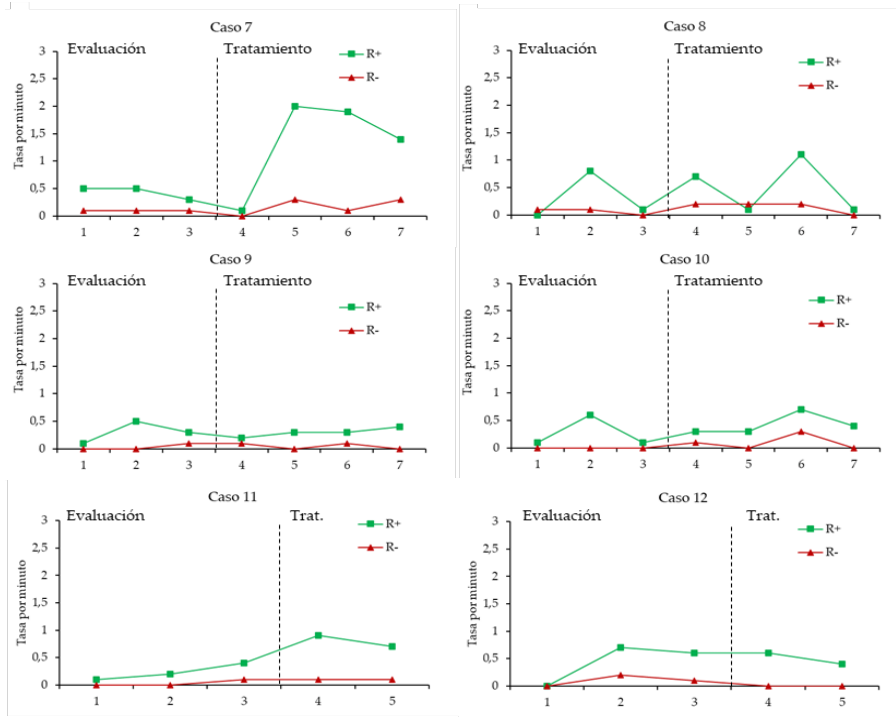 Caso 7
Evaluación Tratamiento
R+
R-
Tasa por minuto
3
2,5
2
1,5
1
0,5
0
1 2 3 4 5 6 7
Caso 8
Evaluación Tratamiento
R+
R-
Tasa por minuto
3
2,5
2
1,5
1
0,5
0
1 2 3 4 5 6 7
Caso 9
Evaluación Tratamiento
R+
R-
Tasa por minuto
3
2,5
2
1,5
1
0,5
0
1 2 3 4 5 6 7
Caso 10
Evaluación Tratamiento
R+
R-
Tasa por minuto
3
2,5
2
1,5
1
0,5
0
1 2 3 4 5 6 7
Caso 11
Evaluación Trat.
R+
R-
Tasa por minuto
3
2,5
2
1,5
1
0,5
0
1 2 3 4 5
Caso 12
Evaluación Trat.
R+
R-
Tasa por minuto
3
2,5
2
1,5
1
0,5
0
1 2 3 4 5